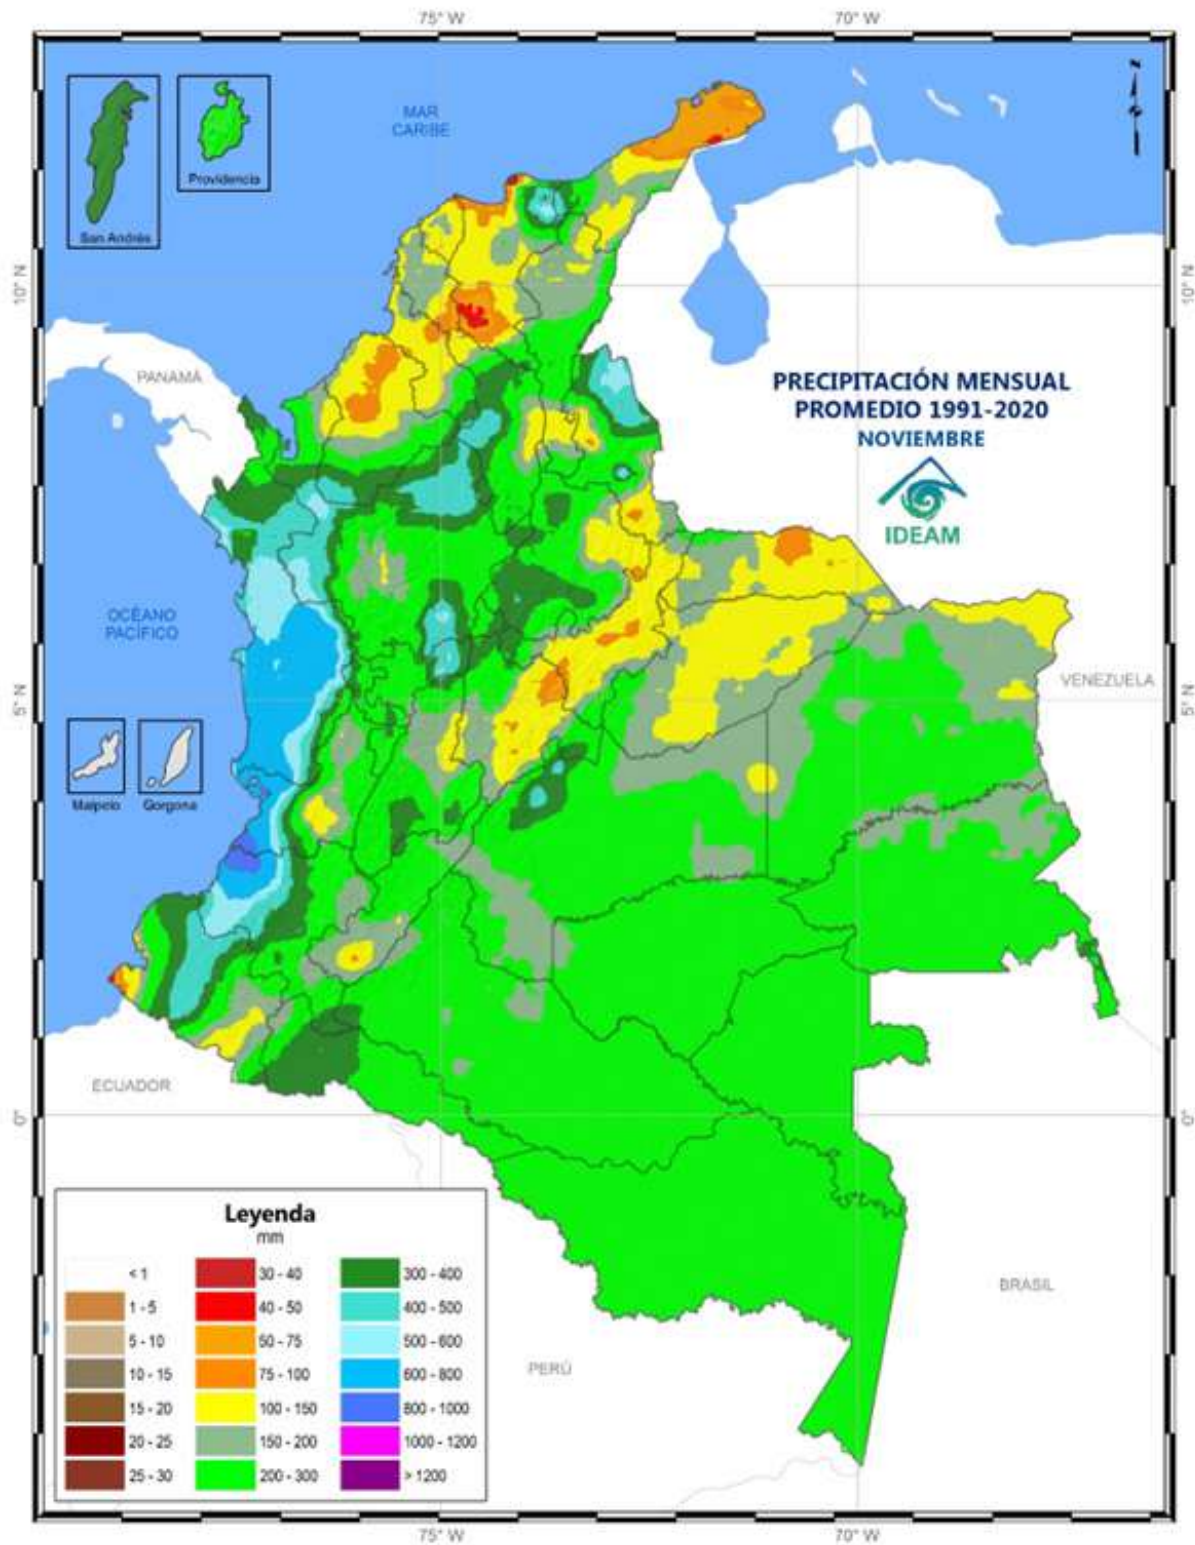 75° W
70° W
N
MAR
CARIBE
Providencia
San Andrés
10° N
10° N
PANAMÁ
PRECIPITACIÓN MENSUAL
PROMEDIO 1991-2020
NOVIEMBRE
IDEAM
OCÉANO
PACÍFICO
VENEZUELA
5° N
5° N
Malpelo
Gorgona
ECUADOR
0°
0°
Leyenda
mm
< 1
30 - 40
300 - 400
1 - 5
40 - 50
400 - 500
5 - 10
50 - 75
500 - 600
10 - 15
75 - 100
600 - 800
15 - 20
100 - 150
800 - 1000
20 - 25
150 - 200
1000 - 1200
25 - 30
200 - 300
> 1200
BRASIL
PERÚ
75° W
70° W